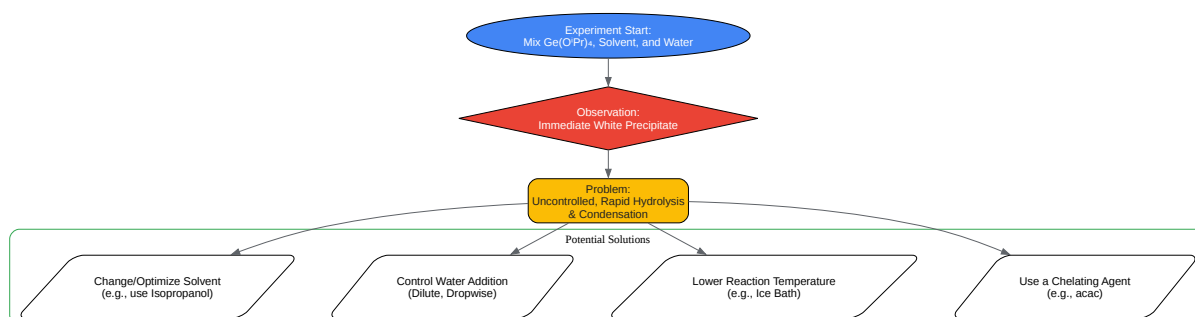 Experiment Start:
Mix Ge(OⁱPr)₄, Solvent, and Water
Observation:
Immediate White Precipitate
Problem:
Uncontrolled, Rapid Hydrolysis
& Condensation
Potential Solutions
Change/Optimize Solvent
(e.g., use Isopropanol)
Control Water Addition
(Dilute, Dropwise)
Lower Reaction Temperature
(e.g., Ice Bath)
Use a Chelating Agent
(e.g., acac)